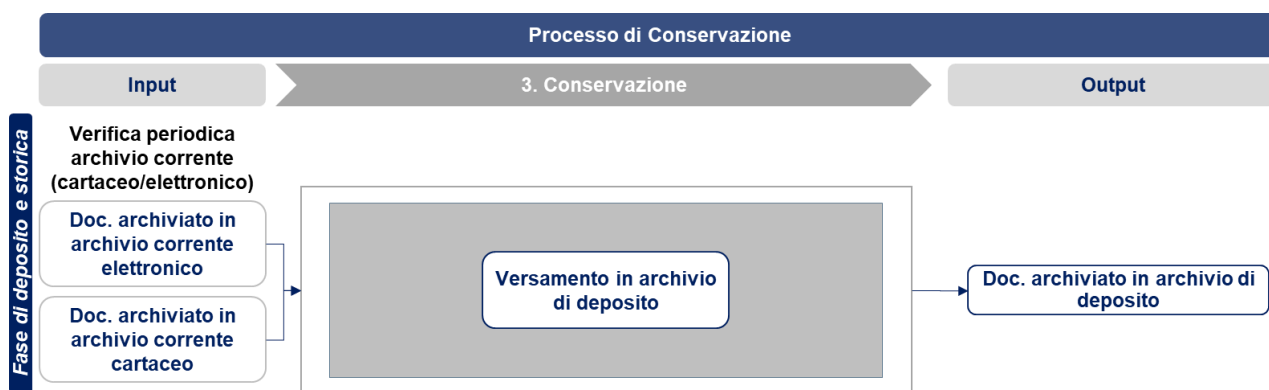 Processo di Conservazione
Input
3. Conservazione
Output
Fase di deposito e storica
Verifica periodica
archivio corrente
(cartaceo/elettronico)
Doc. archiviato in
archivio corrente
elettronico
Doc. archiviato in
archivio corrente
cartaceo
Versamento in archivio
di deposito
Doc. archiviato in archivio di
deposito